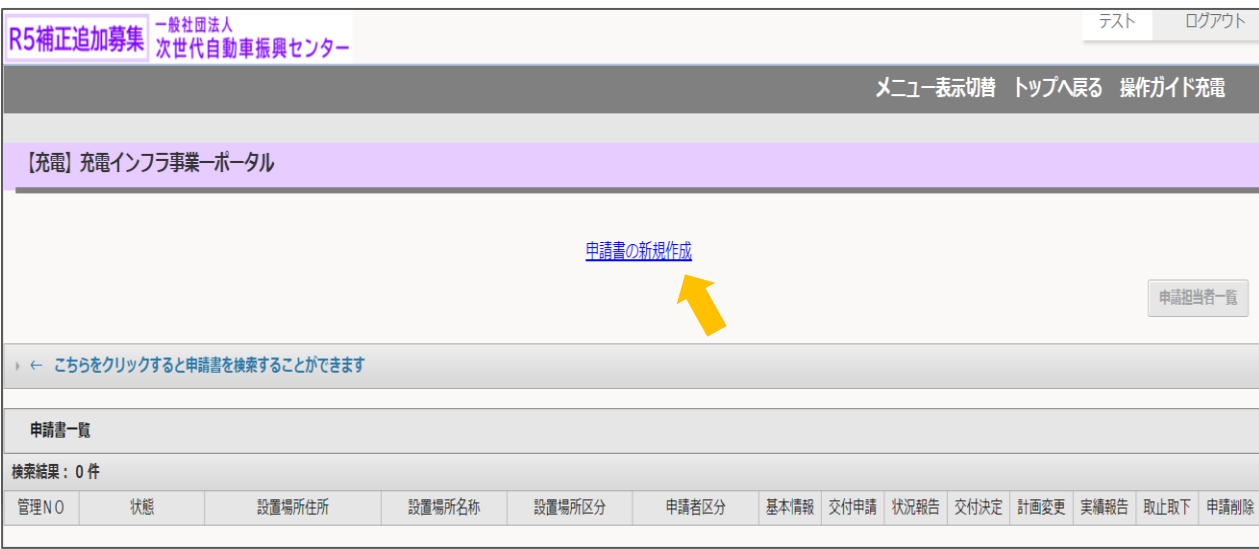 R5補正追加募集
一般社団法人
次世代自動車振興センター
テスト ログアウト
メニュー表示切替 トップへ戻る 操作ガイド充電
【充電】充電インフラ事業ーポータル
申請書の新規作成
申請担当者一覧
← こちらをクリックすると申請書を検索することができます
申請書一覧
検索結果：0 件
管理NO 状態 設置場所住所 設置場所名称 設置場所区分 申請者区分 基本情報 交付申請 状況報告 交付決定 計画変更 実績報告 取止取下 申請削除